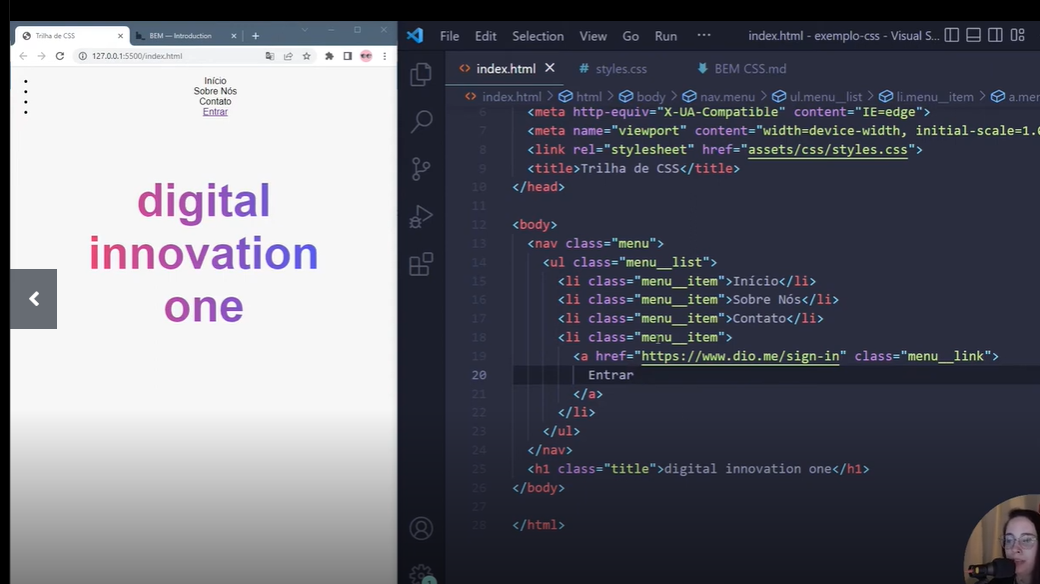 Trilha de CSS
BEM — Introduction
127.0.0.1:5500/index.html
Início
Sobre Nós
Contato
Entrar
digital
innovation
one
File Edit Selection View Go Run ···
index.html - exemplo-css - Visual S...
index.html
# styles.css
BEM CSS.md
index.html > html > body > nav.menu > ul.menu__list > li.menu__item > a.men
6 <meta http-equiv="X-UA-Compatible" content="IE=edge">
7 <meta name="viewport" content="width=device-width, initial-scale=1.0
8 <link rel="stylesheet" href="assets/css/styles.css">
9 <title>Trilha de CSS</title>
10 </head>
11
12 <body>
13 <nav class="menu">
14 <ul class="menu__list">
15 <li class="menu__item">Início</li>
16 <li class="menu__item">Sobre Nós</li>
17 <li class="menu__item">Contato</li>
18 <li class="menu__item">
19 <a href="https://www.dio.me/sign-in" class="menu__link">
20 Entrar
21 </a>
22 </li>
23 </ul>
24 </nav>
25 <h1 class="title">digital innovation one</h1>
26 </body>
27
28 </html>